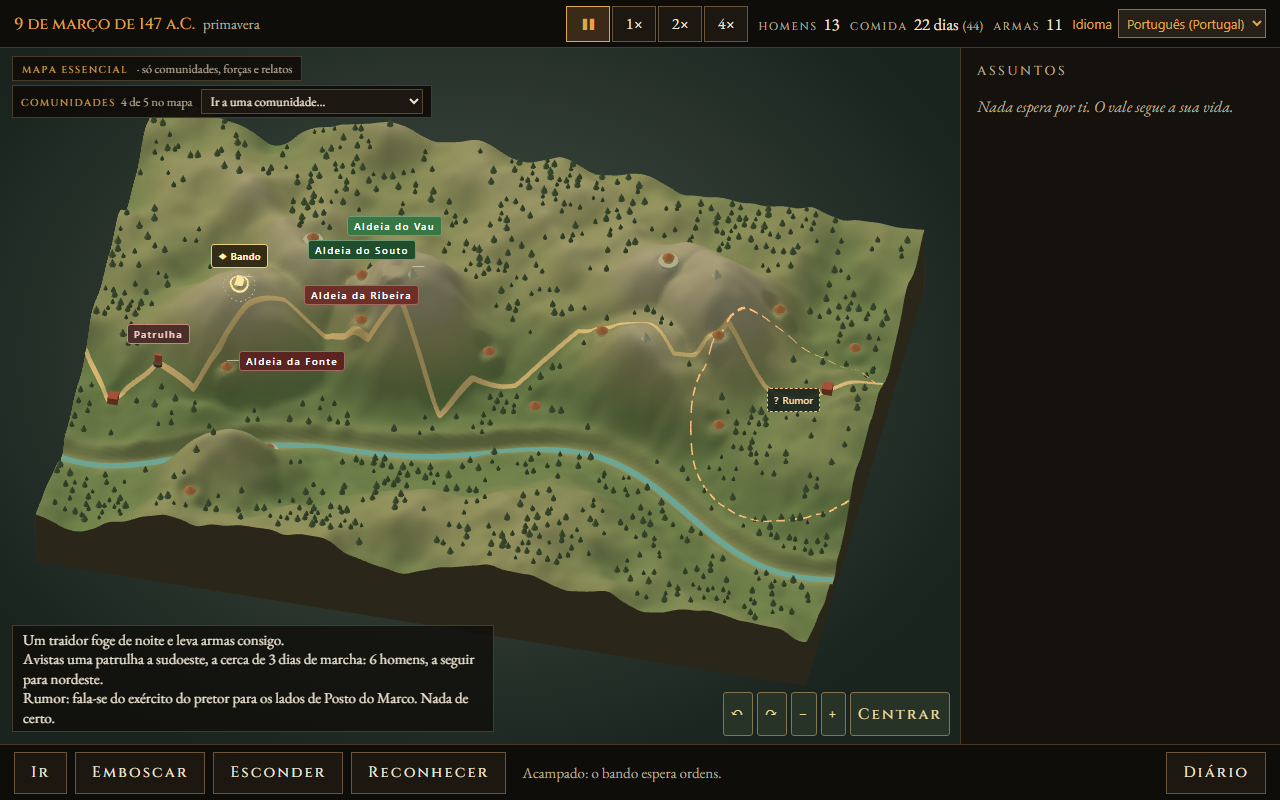 9 DE MARÇO DE 147 A.C. primavera
1× 2× 4× HOMENS 13 COMIDA 22 dias (44) ARMAS 11 Idioma Português (Portugal)
MAPA ESSENCIAL · só comunidades, forças e relatos
COMUNIDADES 4 de 5 no mapa Ir a uma comunidade...
ASSUNTOS
Nada espera por ti. O vale segue a sua vida.
Aldeia do Vau
Aldeia do Souto
◆ Bando
Aldeia da Ribeira
Patrulha
Aldeia da Fonte
? Rumor
Um traidor foge de noite e leva armas consigo.
Avistas uma patrulha a sudoeste, a cerca de 3 dias de marcha: 6 homens, a seguir
para nordeste.
Rumor: fala-se do exército do pretor para os lados de Posto do Marco. Nada de
certo.
↶ ↷ − + CENTRAR
IR EMBOSCAR ESCONDER RECONHECER Acampado: o bando espera ordens. DIÁRIO